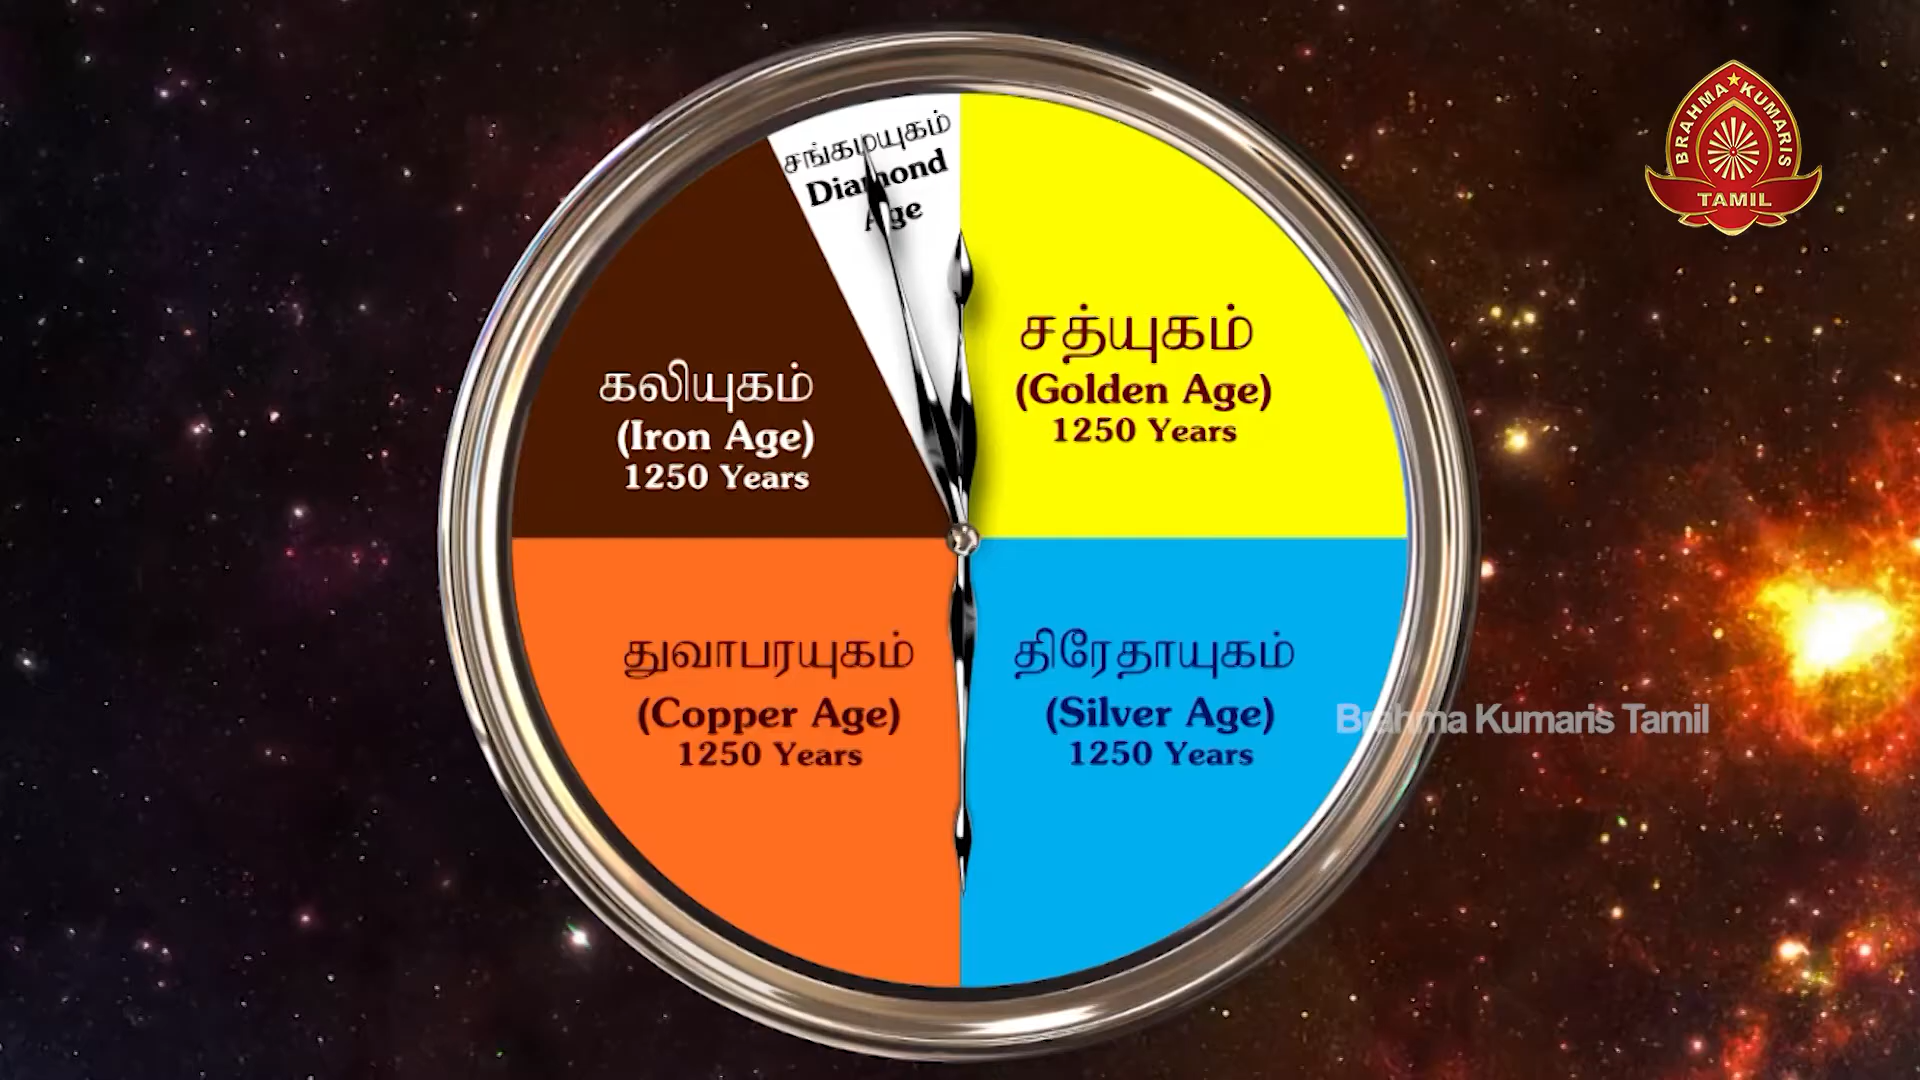 சங்கமயுகம்
Diamond
Age
சத்யுகம்
(Golden Age)
1250 Years
கலியுகம்
(Iron Age)
1250 Years
துவாபரயுகம்
(Copper Age)
1250 Years
திரேதாயுகம்
(Silver Age)
1250 Years
BRAHMA KUMARIS
TAMIL
Brahma Kumaris Tamil